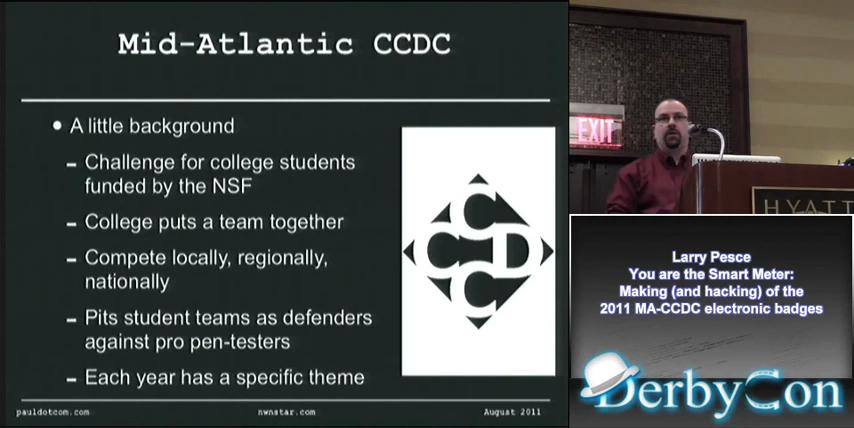 Mid-Atlantic CCDC
A little background
Challenge for college students
funded by the NSF
College puts a team together
Compete locally, regionally,
nationally
Pits student teams as defenders
against pro pen-testers
Each year has a specific theme
CCDC
pauldotcom.com
nwnstar.com
August 2011
EXIT
HYATT
Larry Pesce
You are the Smart Meter:
Making (and hacking) of the
2011 MA-CCDC electronic badges
DerbyCon